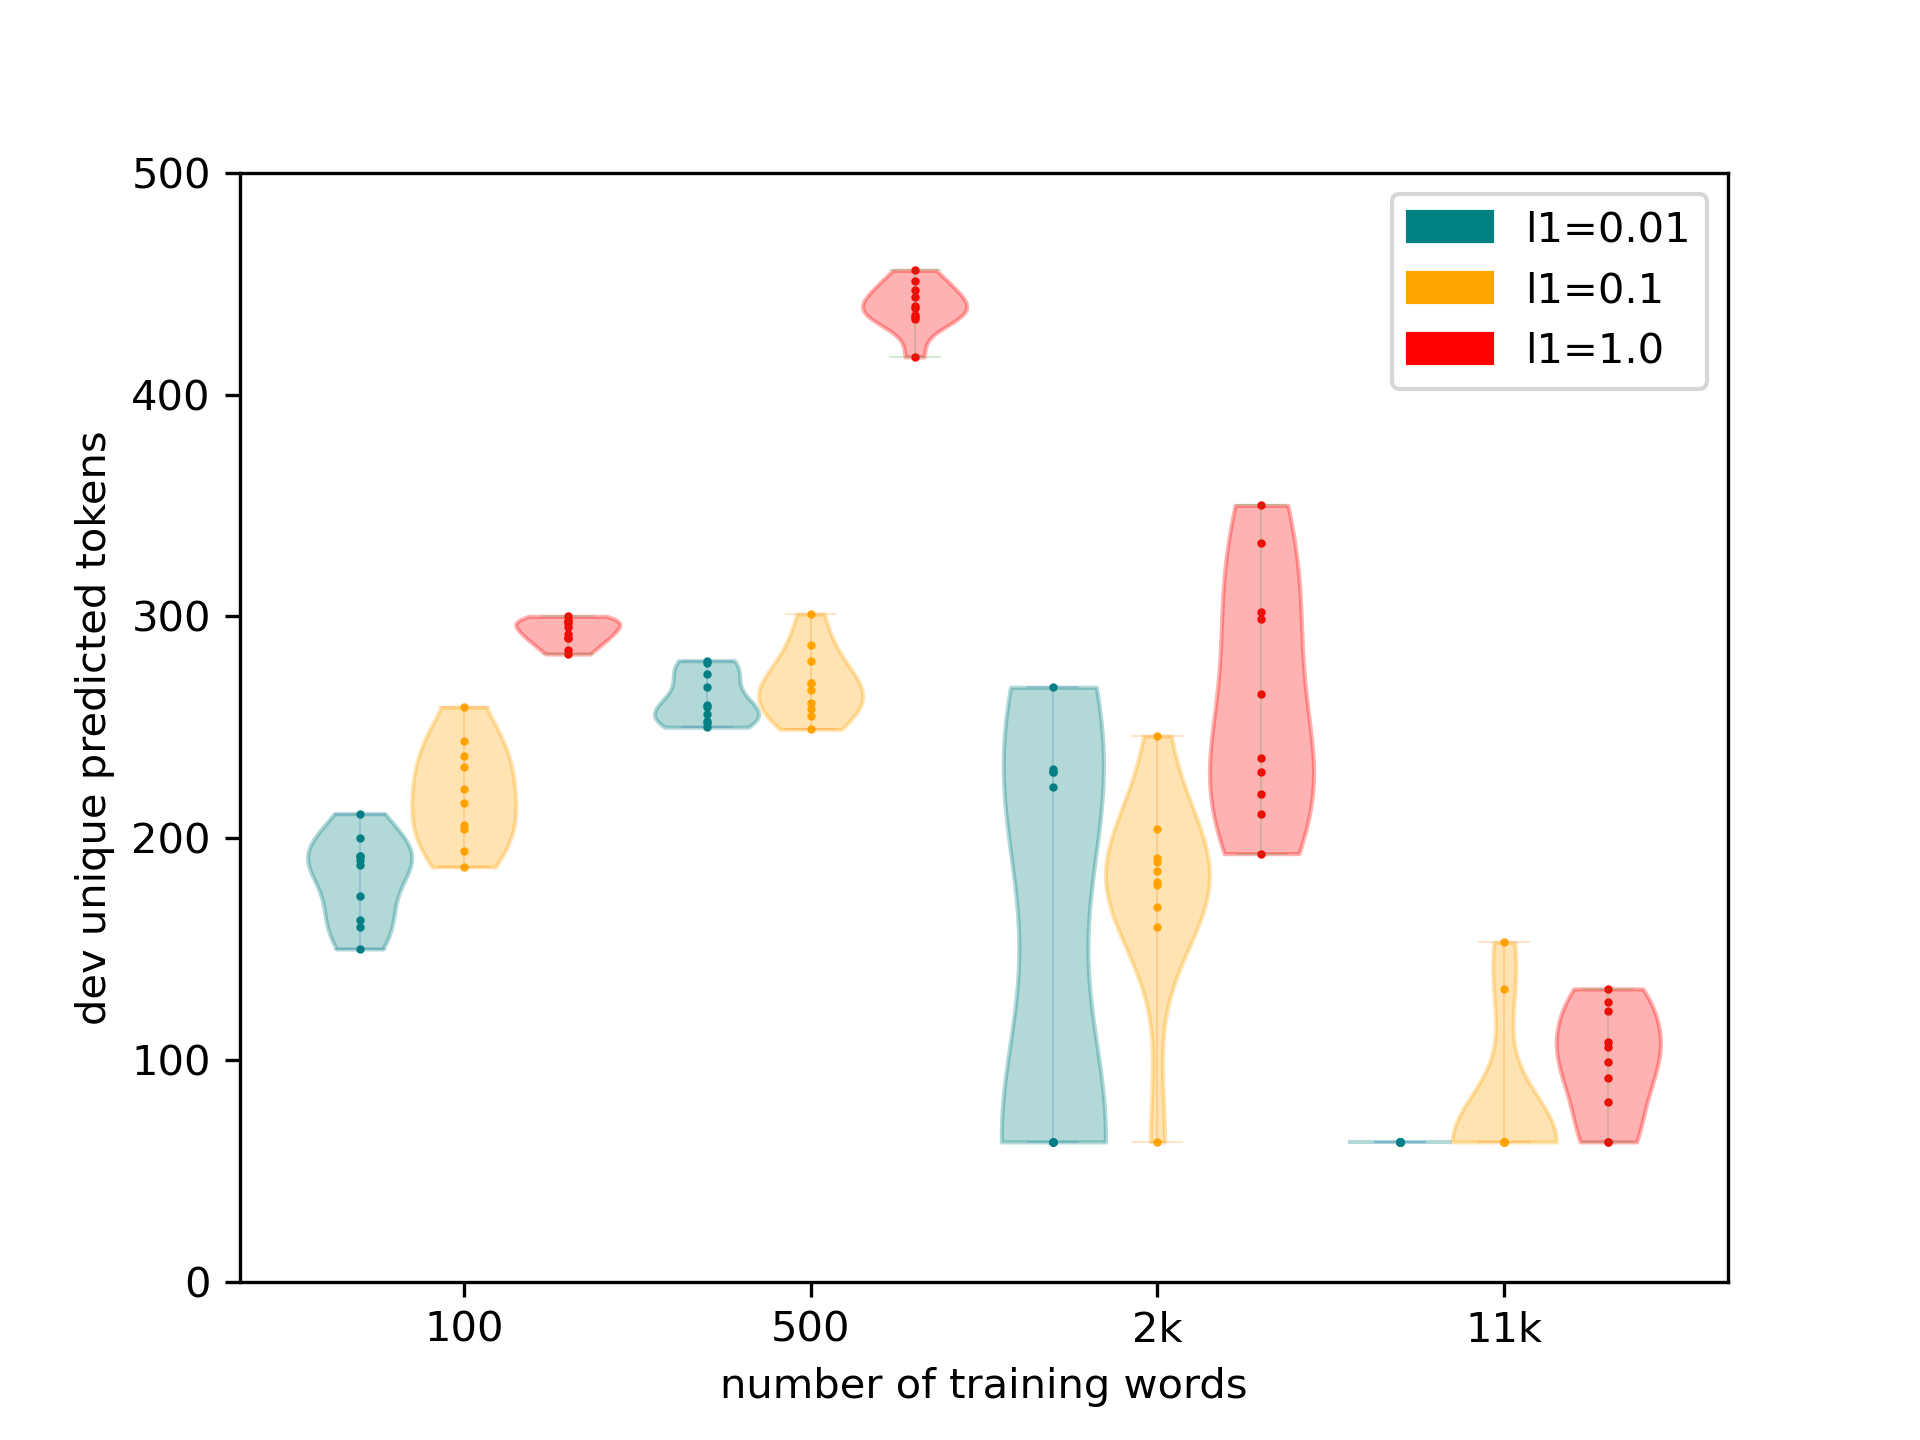 500
400
300
200
100
0
dev unique predicted tokens
l1=0.01
l1=0.1
l1=1.0
100 500 2k 11k
number of training words